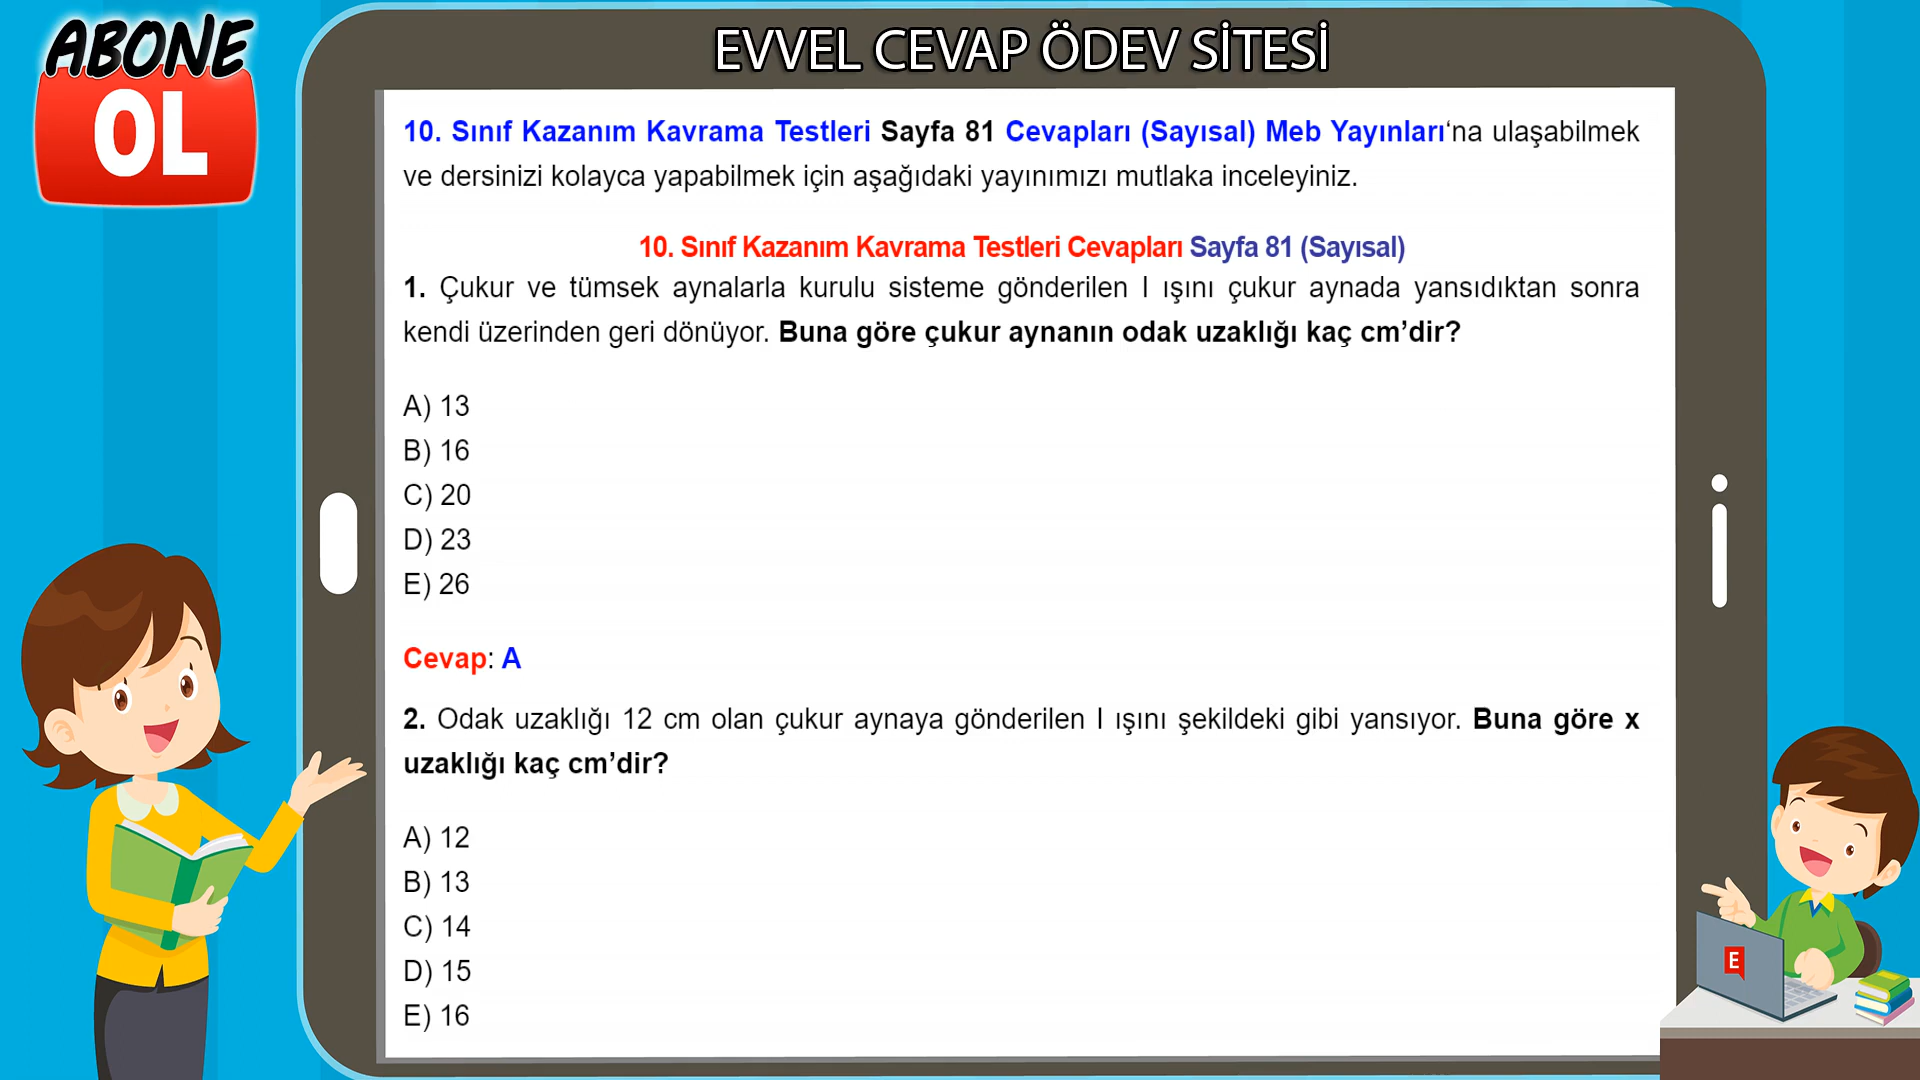 ABONE
OL
EVVEL CEVAP ÖDEV SİTESİ
10. Sınıf Kazanım Kavrama Testleri Sayfa 81 Cevapları (Sayısal) Meb Yayınları‘na ulaşabilmek
ve dersinizi kolayca yapabilmek için aşağıdaki yayınımızı mutlaka inceleyiniz.
10. Sınıf Kazanım Kavrama Testleri Cevapları Sayfa 81 (Sayısal)
1. Çukur ve tümsek aynalarla kurulu sisteme gönderilen I ışını çukur aynada yansıdıktan sonra
kendi üzerinden geri dönüyor. Buna göre çukur aynanın odak uzaklığı kaç cm’dir?
A) 13
B) 16
C) 20
D) 23
E) 26
Cevap: A
2. Odak uzaklığı 12 cm olan çukur aynaya gönderilen I ışını şekildeki gibi yansıyor. Buna göre x
uzaklığı kaç cm’dir?
A) 12
B) 13
C) 14
D) 15
E) 16
E